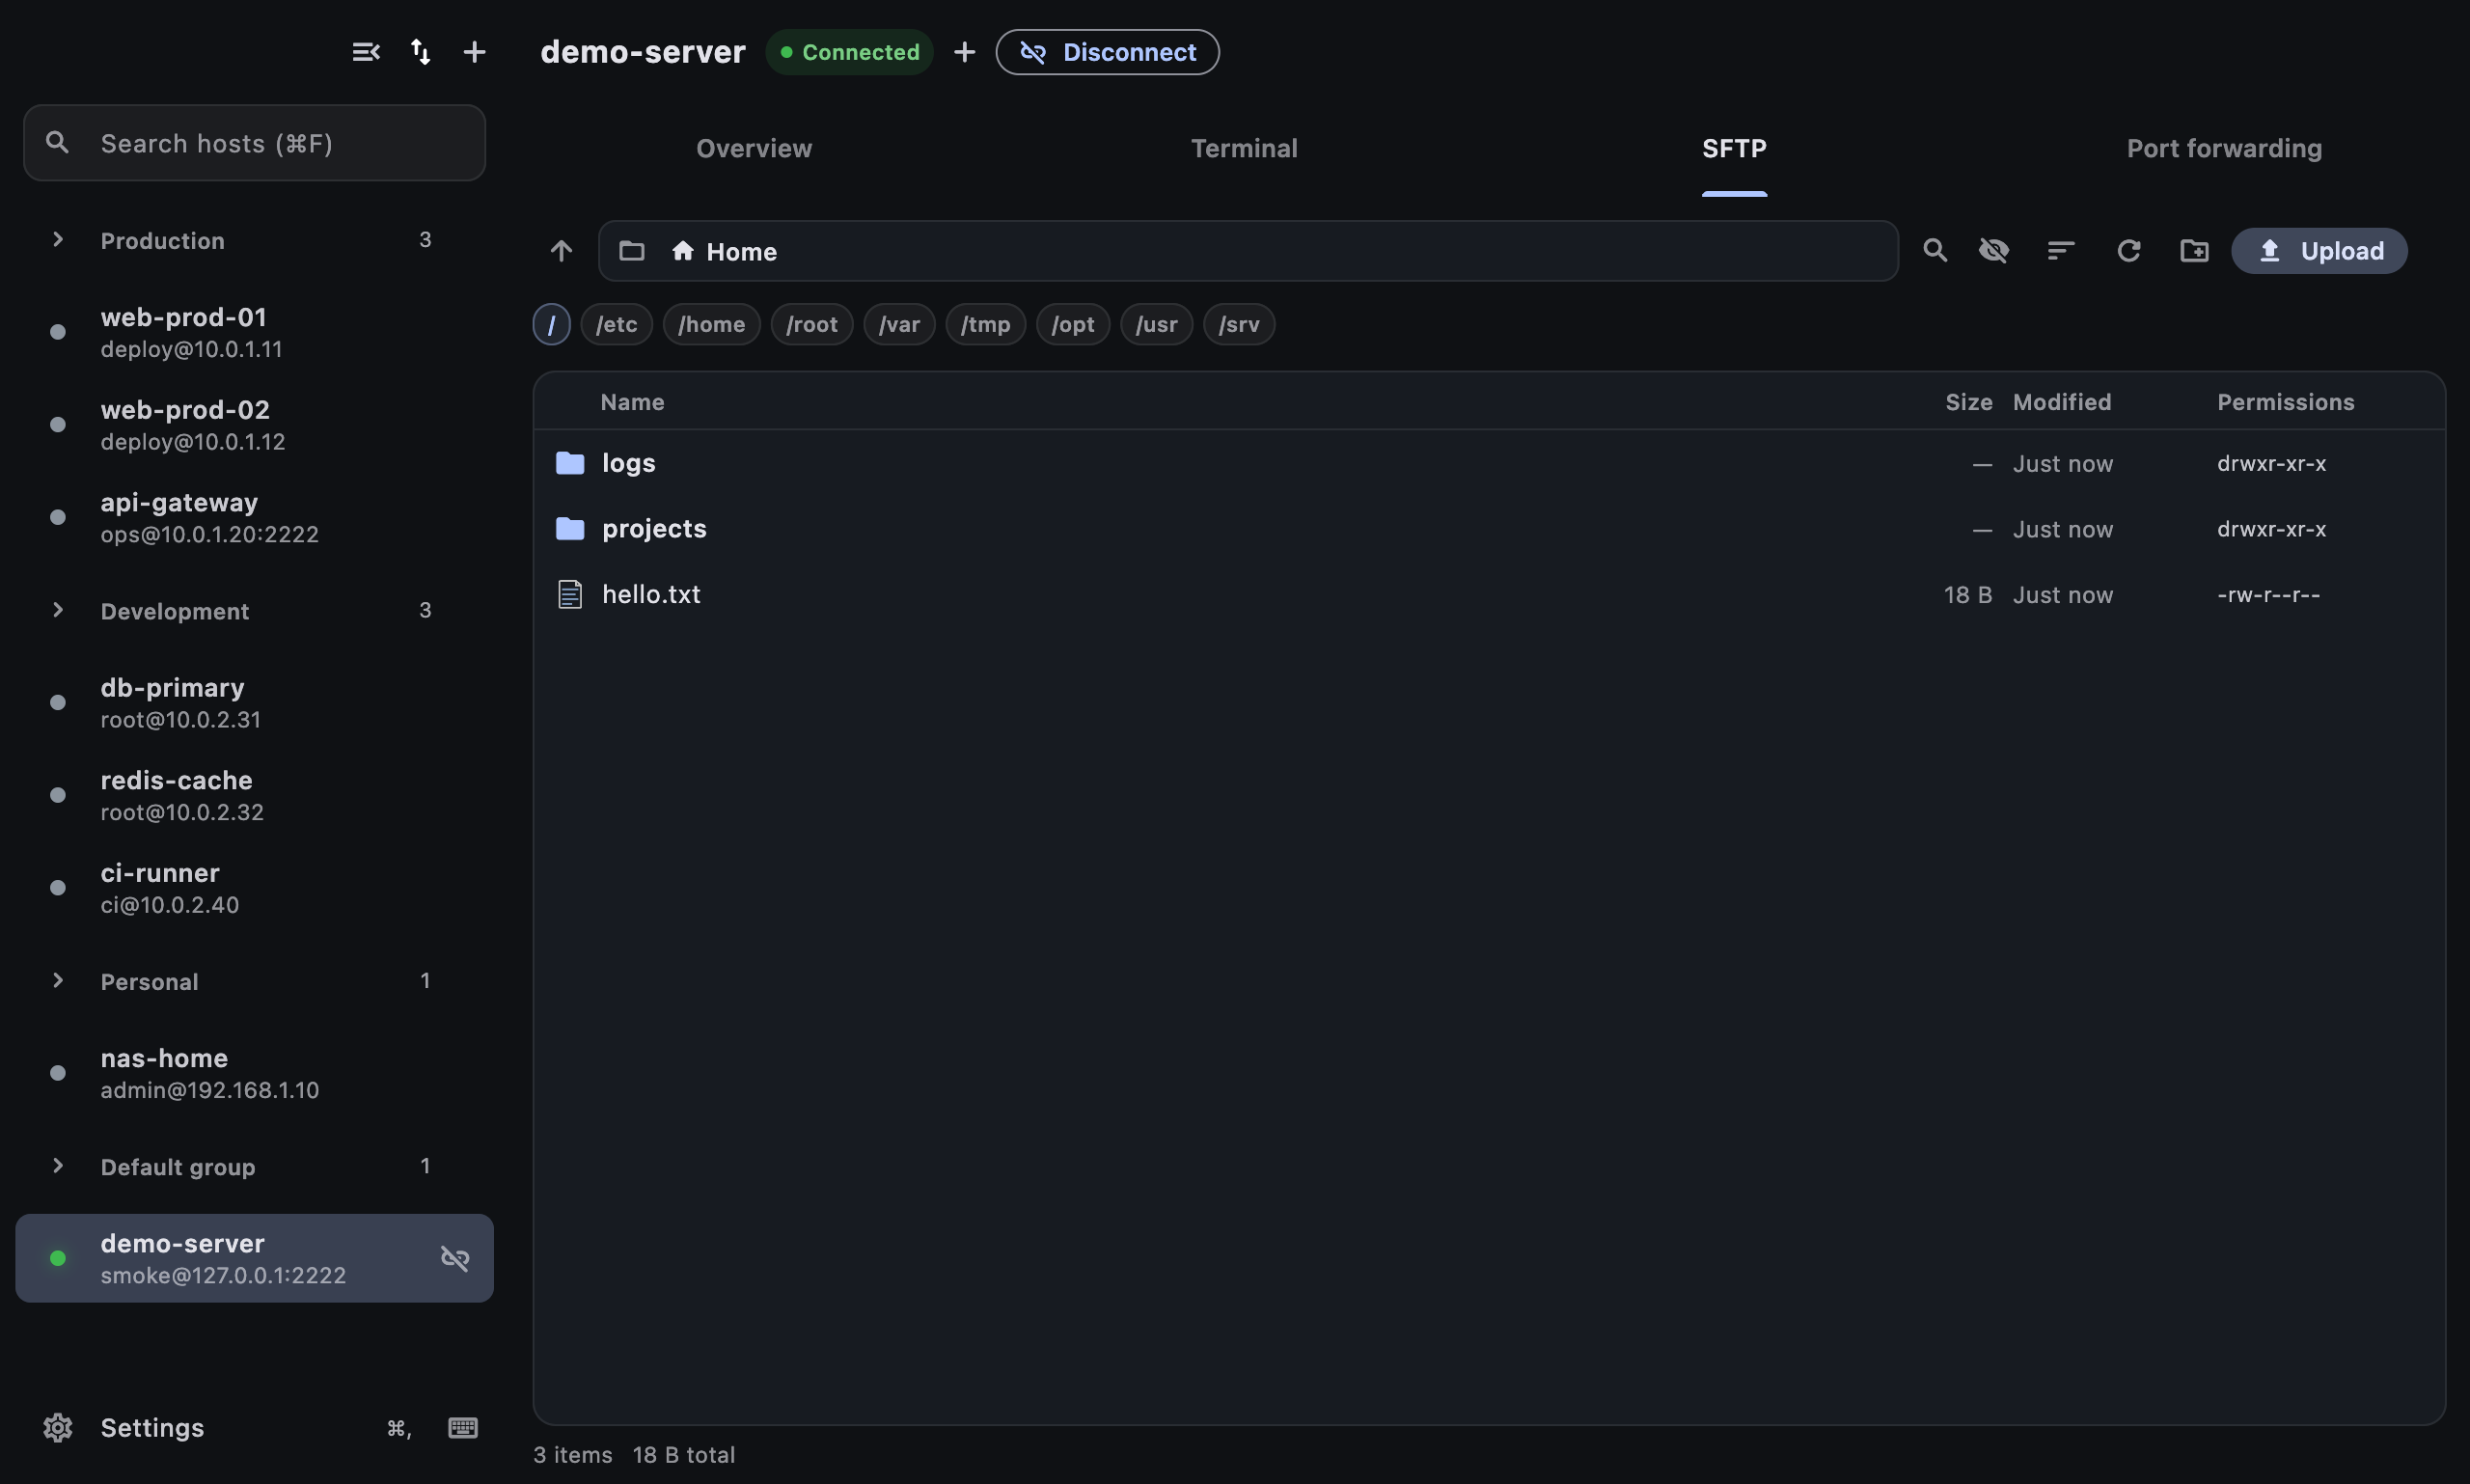 demo-server Connected Disconnect
Search hosts (⌘F)
Production 3
web-prod-01
deploy@10.0.1.11
web-prod-02
deploy@10.0.1.12
api-gateway
ops@10.0.1.20:2222
Development 3
db-primary
root@10.0.2.31
redis-cache
root@10.0.2.32
ci-runner
ci@10.0.2.40
Personal 1
nas-home
admin@192.168.1.10
Default group 1
demo-server
smoke@127.0.0.1:2222
Settings ⌘,
Overview Terminal SFTP Port forwarding
Home Upload
/ /etc /home /root /var /tmp /opt /usr /srv
Name Size Modified Permissions
logs — Just now drwxr-xr-x
projects — Just now drwxr-xr-x
hello.txt 18 B Just now -rw-r--r--
3 items 18 B total